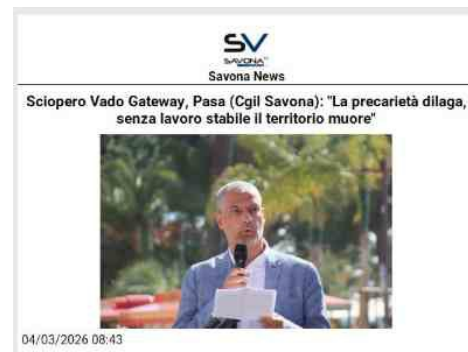 SV
SAVONA
Savona News
Sciopero Vado Gateway, Pasa (Cgil Savona): "La precarietà dilaga,
senza lavoro stabile il territorio muore"
04/03/2026 08:43